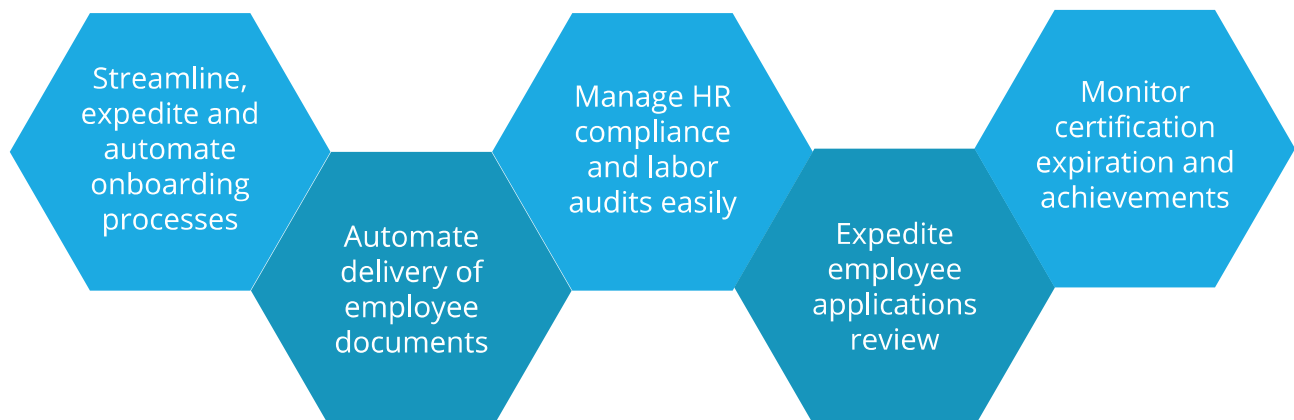 Streamline,
expedite and
automate
onboarding
processes
Automate
delivery of
employee
documents
Manage HR
compliance
and labor
audits easily
Expedite
employee
applications
review
Monitor
certification
expiration and
achievements